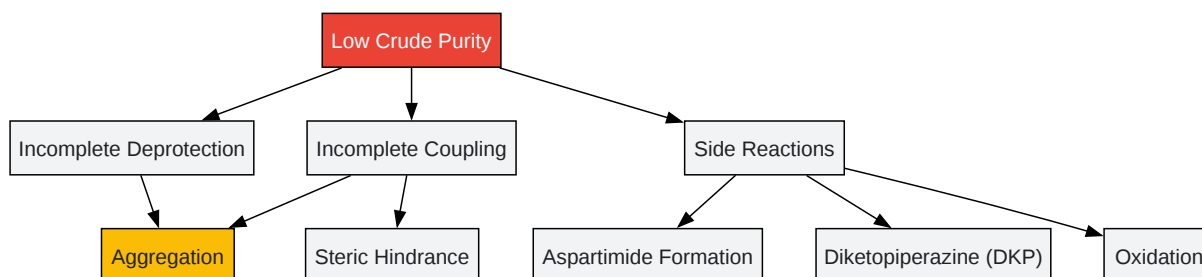 Low Crude Purity
Incomplete Deprotection
Incomplete Coupling
Side Reactions
Aggregation
Steric Hindrance
Aspartimide Formation
Diketopiperazine (DKP)
Oxidation